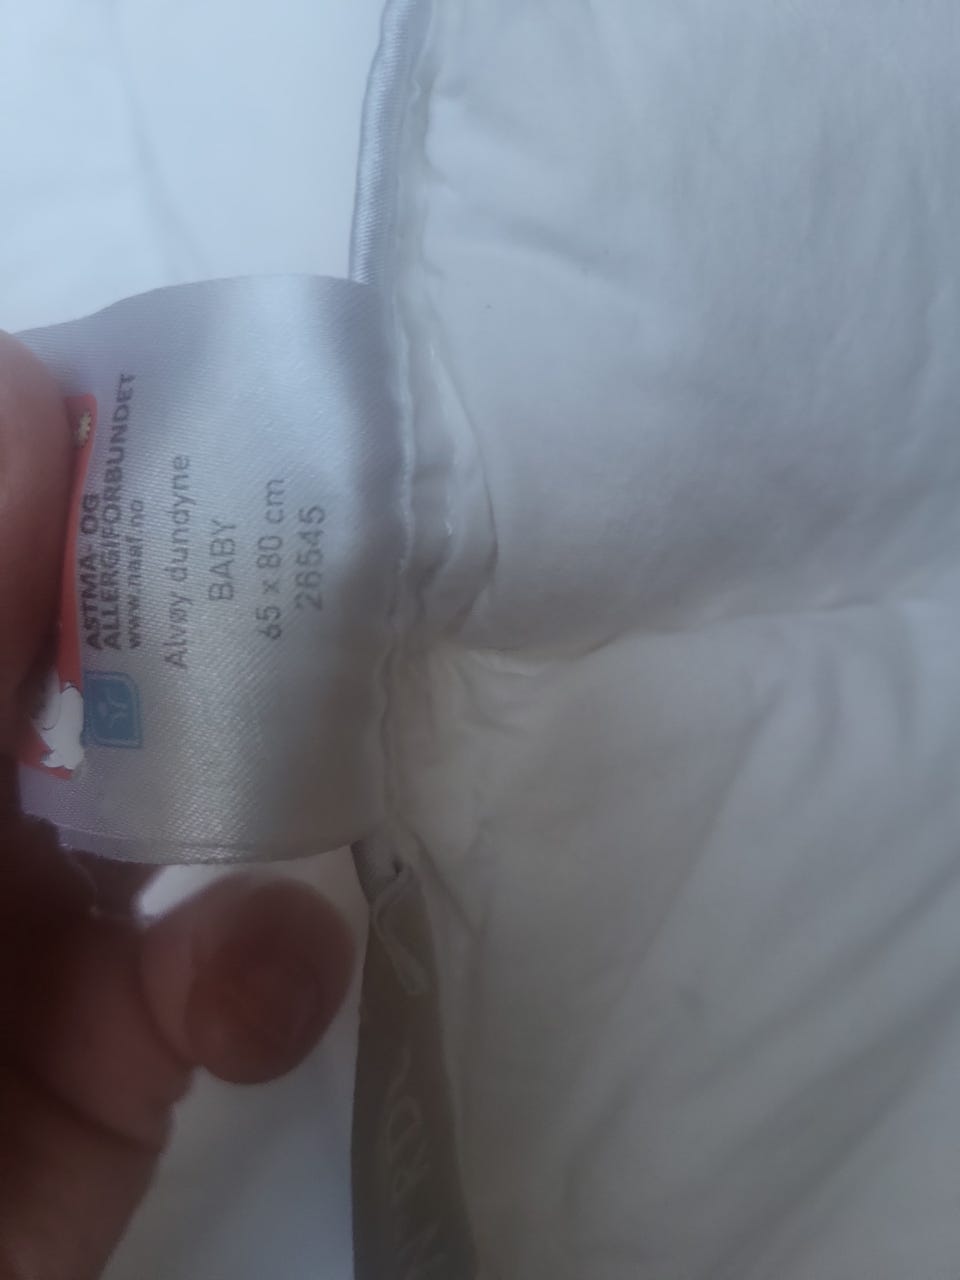 ASTMA- OG
ALLERGIFORBUNDET
www.naaf.no
Alvøy dundyne
BABY
65 x 80 cm
26545